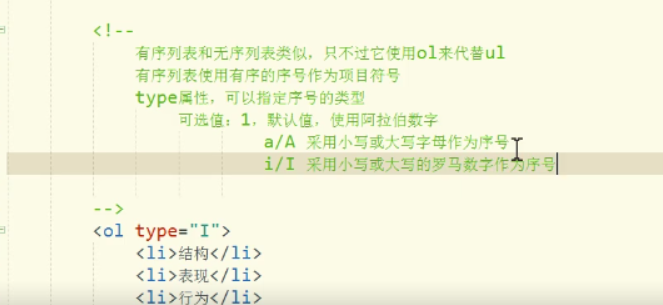 <!--
有序列表和无序列表类似，只不过它使用ol来代替ul
有序列表使用有序的序号作为项目符号
type属性，可以指定序号的类型
可选值：1，默认值，使用阿拉伯数字
a/A 采用小写或大写字母作为序号
i/I 采用小写或大写的罗马数字作为序号
-->
<ol type="I">
<li>结构</li>
<li>表现</li>
<li>行为</li>